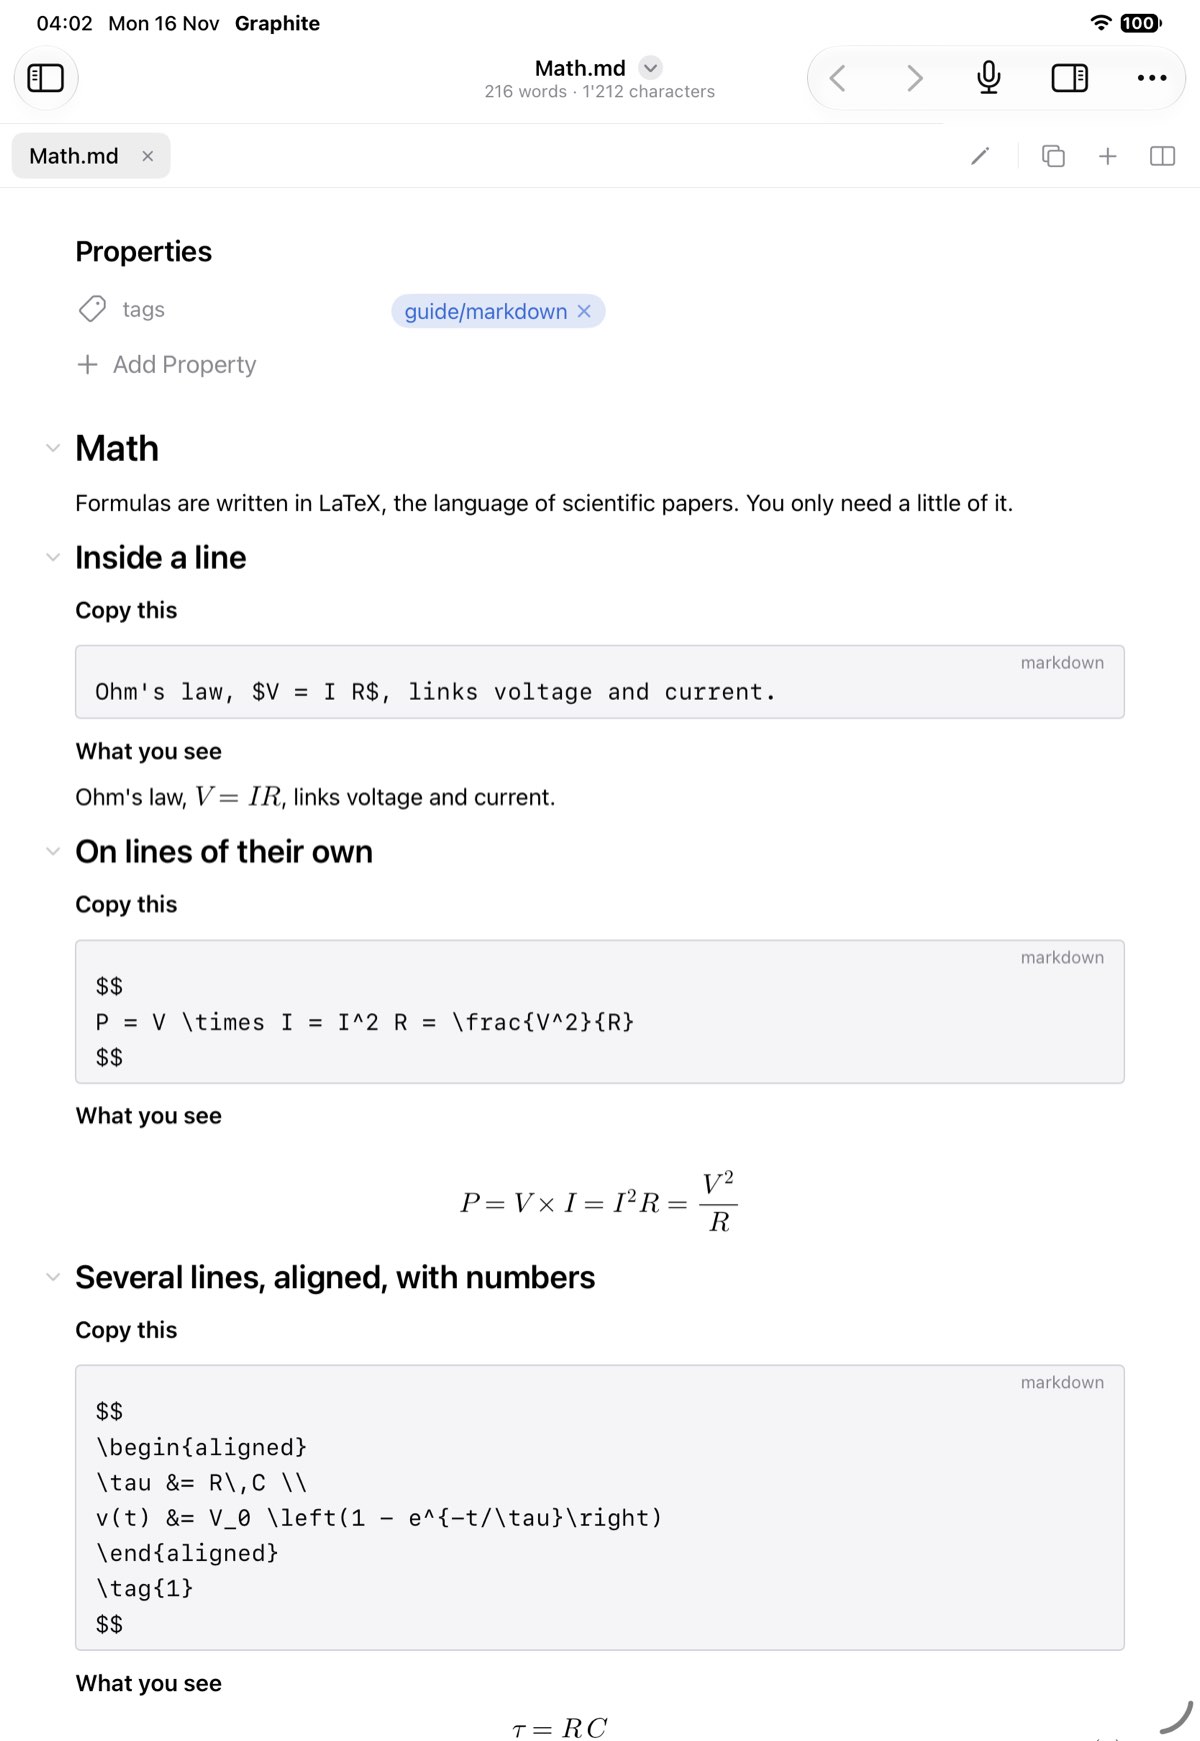 04:02 Mon 16 Nov Graphite
100
Math.md
216 words · 1'212 characters
Math.md
Properties
tags
guide/markdown
Add Property
Math
Formulas are written in LaTeX, the language of scientific papers. You only need a little of it.
Inside a line
Copy this
markdown
Ohm's law, $V = I R$, links voltage and current.
What you see
Ohm's law, V = IR, links voltage and current.
On lines of their own
Copy this
markdown
$$
P = V \times I = I^2 R = \frac{V^2}{R}
$$
What you see
P = V × I = I²R = V²/R
Several lines, aligned, with numbers
Copy this
markdown
$$
\begin{aligned}
\tau &= R\,C \\
v(t) &= V_0 \left(1 - e^{-t/\tau}\right)
\end{aligned}
\tag{1}
$$
What you see
τ = R C